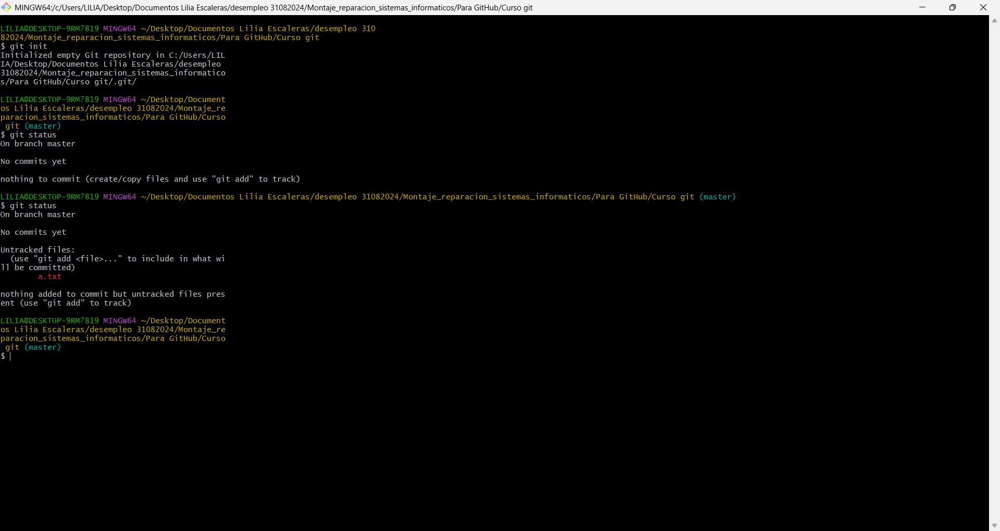 MINGW64:/c/Users/LILIA/Desktop/Documentos Lilia Escaleras/desempleo 31082024/Montaje_reparacion_sistemas_informaticos/Para GitHub/Curso git
LILIA@DESKTOP-9RM7819 MINGW64 ~/Desktop/Documentos Lilia Escaleras/desempleo 310
82024/Montaje_reparacion_sistemas_informaticos/Para GitHub/Curso git
$ git init
Initialized empty Git repository in C:/Users/LIL
IA/Desktop/Documentos Lilia Escaleras/desempleo
31082024/Montaje_reparacion_sistemas_informatico
s/Para GitHub/Curso git/.git/
LILIA@DESKTOP-9RM7819 MINGW64 ~/Desktop/Document
os Lilia Escaleras/desempleo 31082024/Montaje_re
paracion_sistemas_informaticos/Para GitHub/Curso
git (master)
$ git status
On branch master
No commits yet
nothing to commit (create/copy files and use "git add" to track)
LILIA@DESKTOP-9RM7819 MINGW64 ~/Desktop/Documentos Lilia Escaleras/desempleo 31082024/Montaje_reparacion_sistemas_informaticos/Para GitHub/Curso git (master)
$ git status
On branch master
No commits yet
Untracked files:
(use "git add <file>..." to include in what wi
ll be committed)
a.txt
nothing added to commit but untracked files pres
ent (use "git add" to track)
LILIA@DESKTOP-9RM7819 MINGW64 ~/Desktop/Document
os Lilia Escaleras/desempleo 31082024/Montaje_re
paracion_sistemas_informaticos/Para GitHub/Curso
git (master)
$